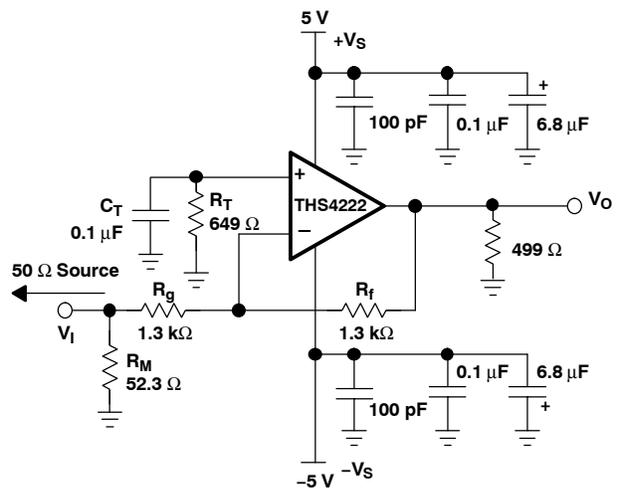 5 V
+VS
+
100 pF
0.1 µF
6.8 µF
+
THS4222
−
CT
0.1 µF
RT
649 Ω
VO
499 Ω
50 Ω Source
Rg
1.3 kΩ
Rf
1.3 kΩ
VI
RM
52.3 Ω
0.1 µF
6.8 µF
100 pF
+
−5 V
−VS